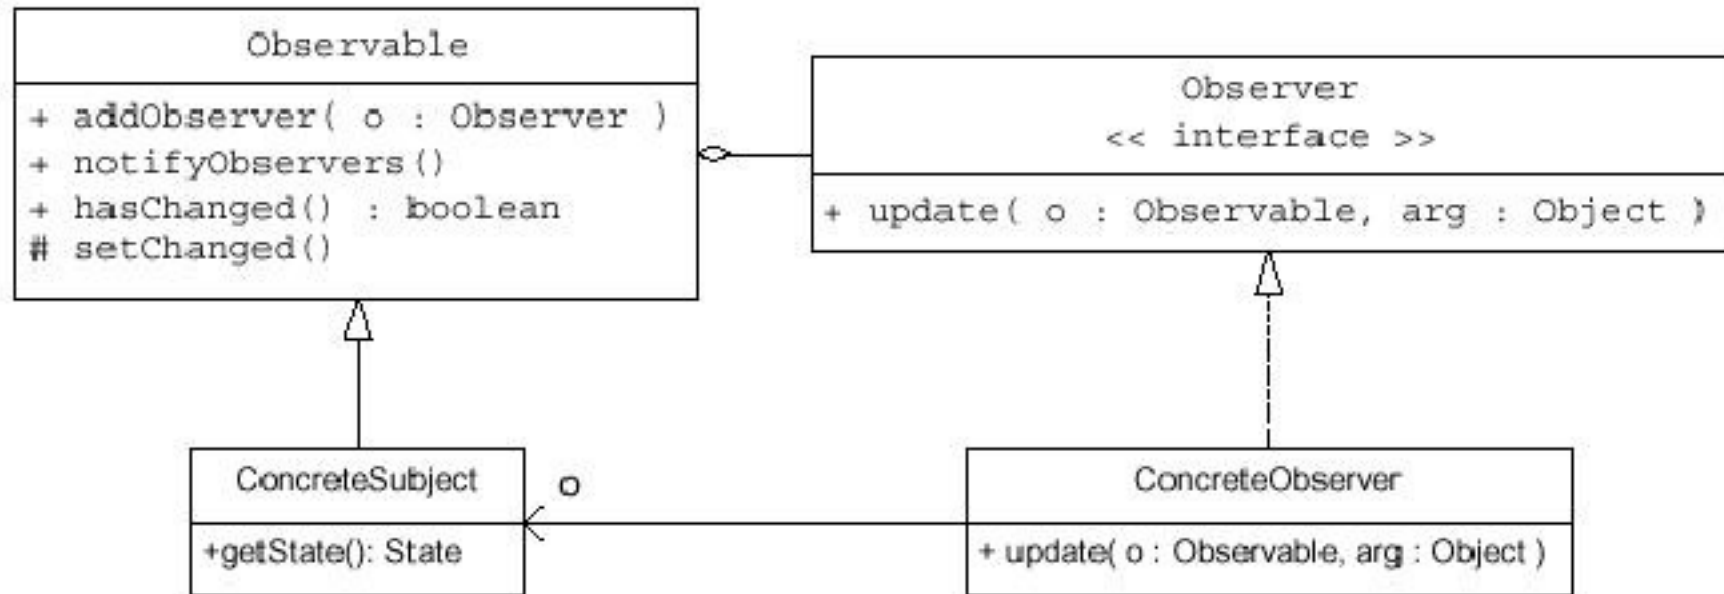 Observable
+ addObserver( o : Observer )
+ notifyObservers()
+ hasChanged() : boolean
# setChanged()
Observer
<< interface >>
+ update( o : Observable, arg : Object )
ConcreteSubject
+getState(): State
o
ConcreteObserver
+ update( o : Observable, arg : Object )